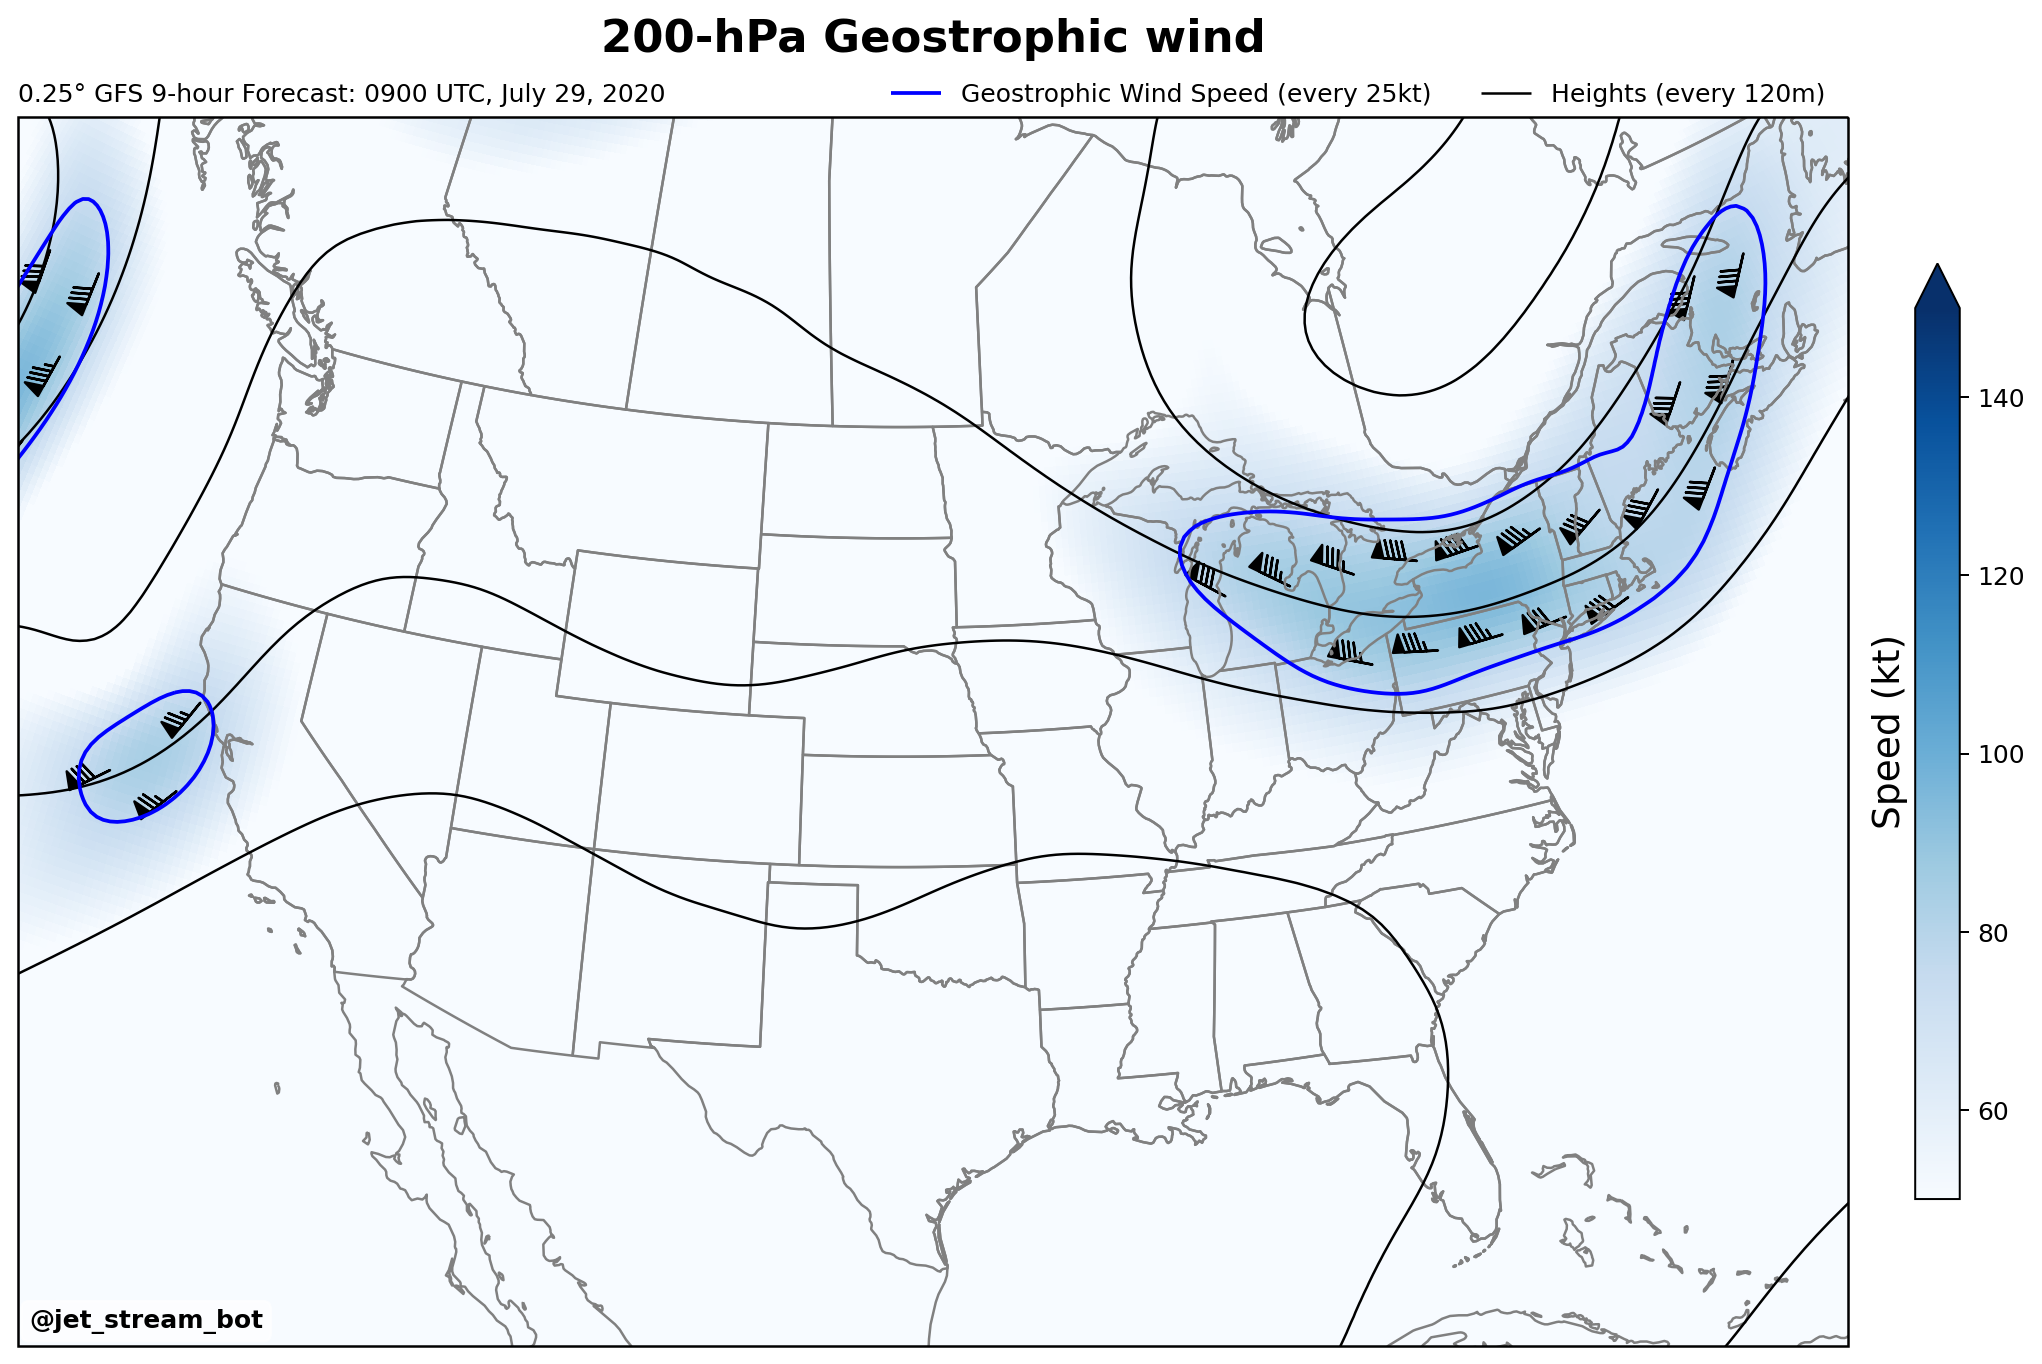 200-hPa Geostrophic wind
0.25° GFS 9-hour Forecast: 0900 UTC, July 29, 2020
Geostrophic Wind Speed (every 25kt)
Heights (every 120m)
140
120
100
80
60
Speed (kt)
@jet_stream_bot